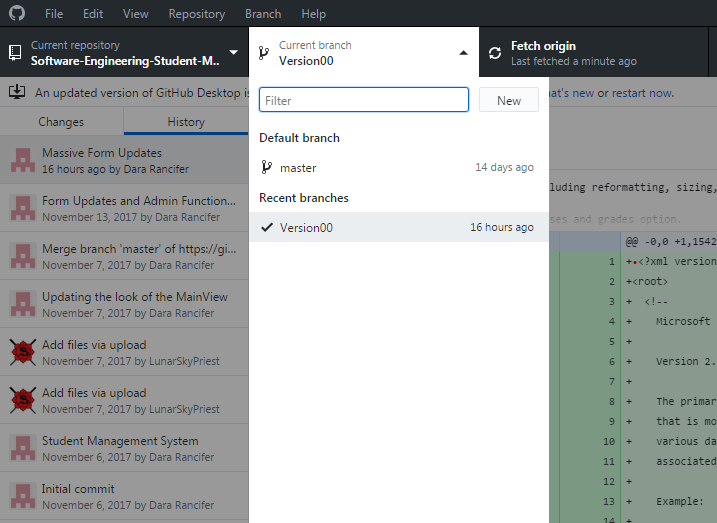 File Edit View Repository Branch Help
Current repository
Software-Engineering-Student-M...
Current branch
Version00
Fetch origin
Last fetched a minute ago
An updated version of GitHub Desktop is
at's new or restart now.
Changes History
Filter
New
Default branch
master 14 days ago
Recent branches
Version00 16 hours ago
Massive Form Updates
16 hours ago by Dara Rancifer
Form Updates and Admin Function...
November 13, 2017 by Dara Rancifer
Merge branch 'master' of https://gi...
November 7, 2017 by Dara Rancifer
Updating the look of the MainView
November 7, 2017 by Dara Rancifer
Add files via upload
November 7, 2017 by LunarSkyPriest
Add files via upload
November 7, 2017 by LunarSkyPriest
Student Management System
November 6, 2017 by Dara Rancifer
Initial commit
November 6, 2017 by Dara Rancifer
luding reformatting, sizing,
ses and grades option.
@@ -0,0 +1,1542
1 +<?xml version
2 +<root>
3 + <!--
4 + Microsoft
5 +
6 + Version 2.
7 +
8 + The primar
9 + that is mo
10 + various da
11 + associated
12 +
13 + Example:
14 +